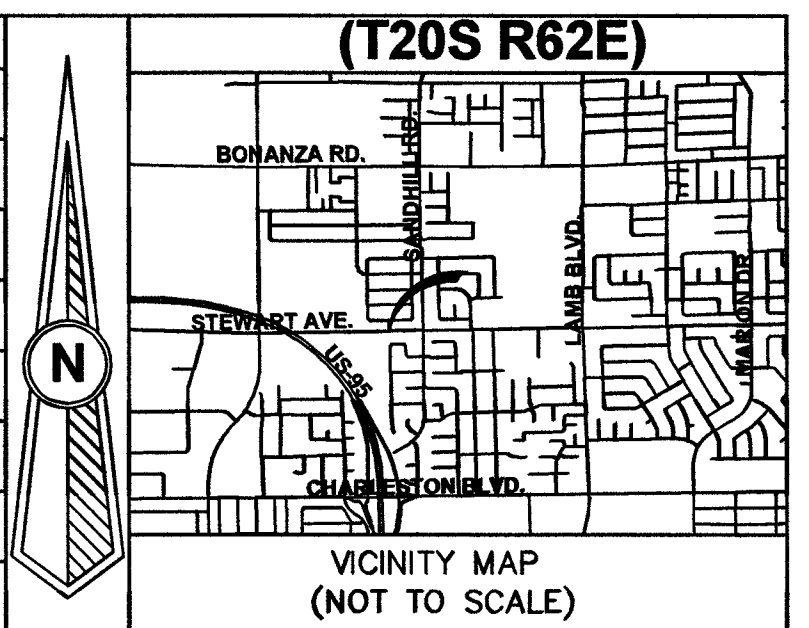 (T20S R62E)
BONANZA RD.
SANDHILL RD.
LAMB BLVD.
MARION DR.
STEWART AVE.
US-95
CHARLESTON BLVD.
N
VICINITY MAP
(NOT TO SCALE)